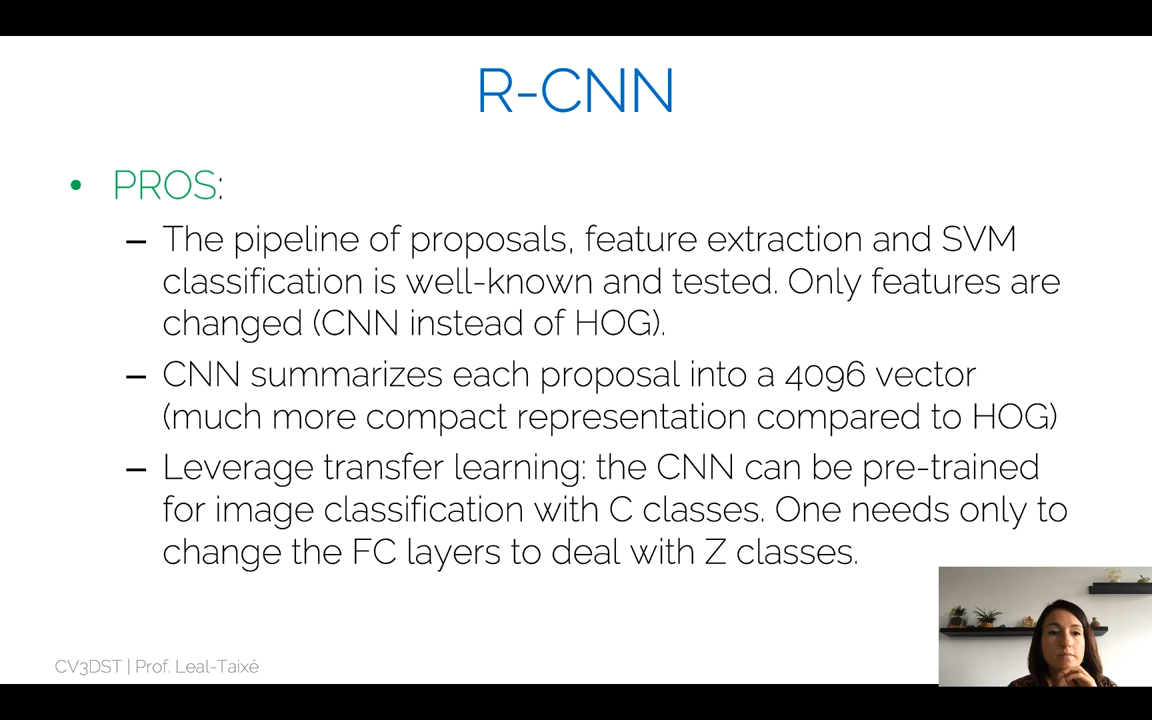 R-CNN
• PROS:
– The pipeline of proposals, feature extraction and SVM
classification is well-known and tested. Only features are
changed (CNN instead of HOG).
– CNN summarizes each proposal into a 4096 vector
(much more compact representation compared to HOG)
– Leverage transfer learning: the CNN can be pre-trained
for image classification with C classes. One needs only to
change the FC layers to deal with Z classes.
CV3DST | Prof. Leal-Taixé